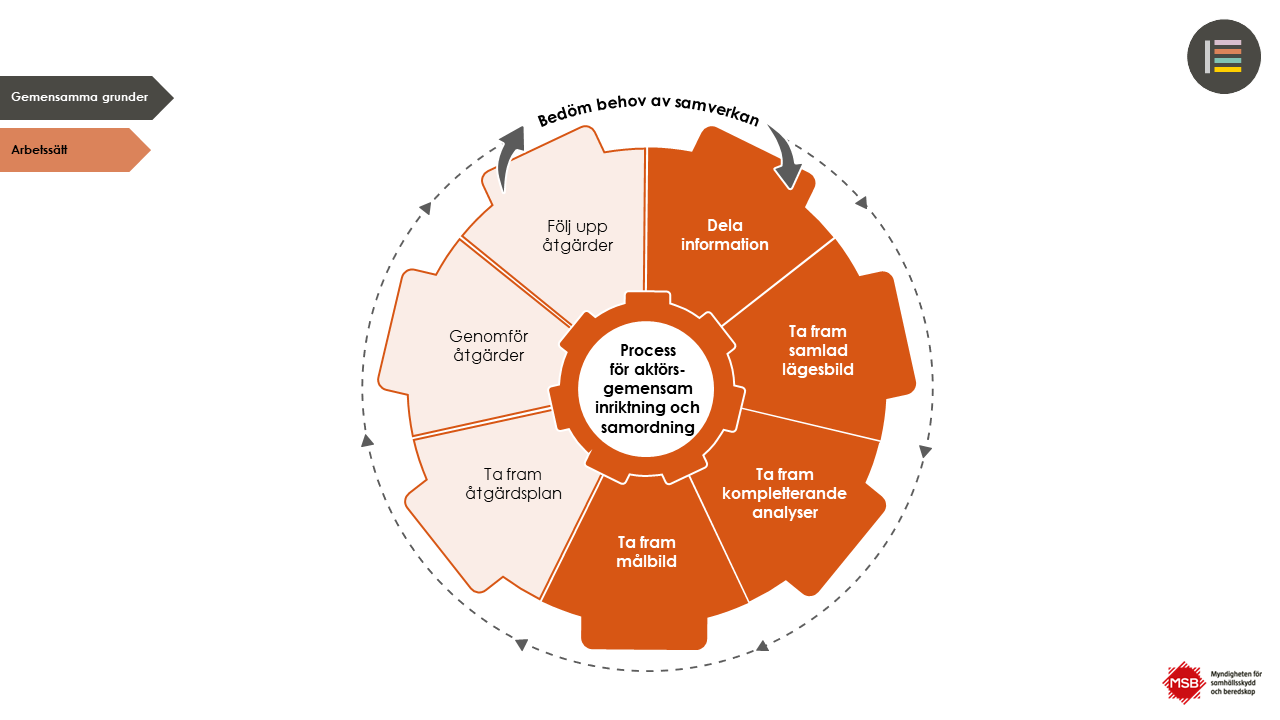 Gemensamma grunder
Arbetssätt
Bedöm behov av samverkan
Följ upp
åtgärder
Dela
information
Genomför
åtgärder
Ta fram
samlad
lägesbild
Process
för aktörs-
gemensam
inriktning och
samordning
Ta fram
åtgärdsplan
Ta fram
kompletterande
analyser
Ta fram
målbild
MSB
Myndigheten för
samhällsskydd
och beredskap